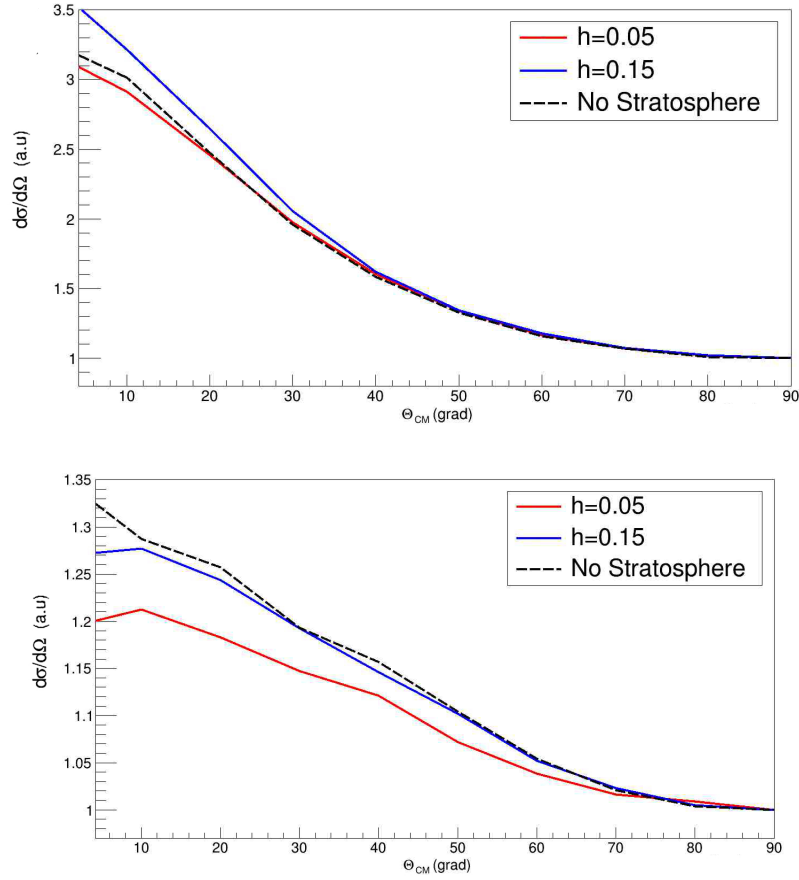 3.5
3
2.5
2
1.5
1
dσ/dΩ (a.u)
h=0.05
h=0.15
No Stratosphere
10 20 30 40 50 60 70 80 90
ΘCM (grad)
1.35
1.3
1.25
1.2
1.15
1.1
1.05
1
dσ/dΩ (a.u)
h=0.05
h=0.15
No Stratosphere
10 20 30 40 50 60 70 80 90
ΘCM (grad)